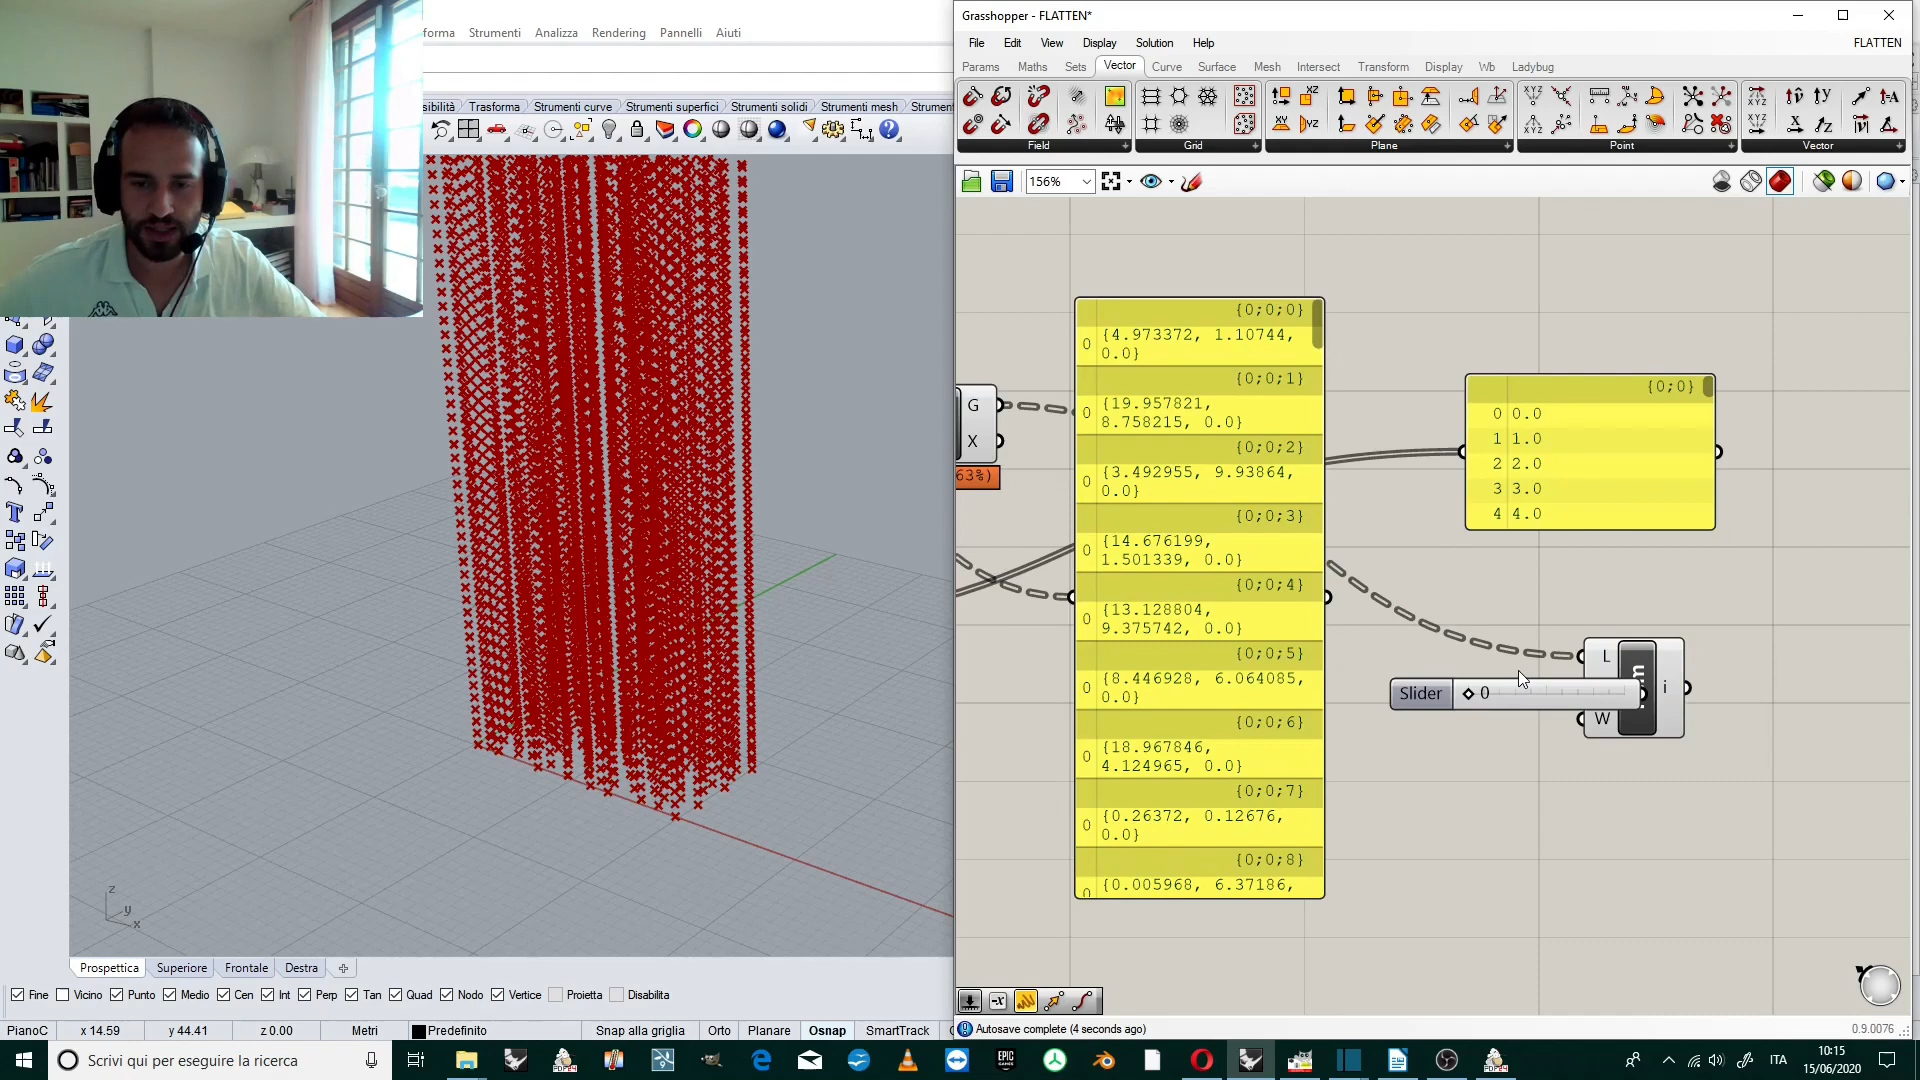 Grasshopper - FLATTEN*
File Edit View Display Solution Help FLATTEN
Params Maths Sets Vector Curve Surface Mesh Intersect Transform Display Wb Ladybug
Field Grid Plane Point Vector
156%
forma Strumenti Analizza Rendering Pannelli Aiuti
sibilità Trasforma Strumenti curve Strumenti superfici Strumenti solidi Strumenti mesh Strumen
{0;0;0}
0 {4.973372, 1.10744,
0.0}
{0;0;1}
0 {19.957821,
8.758215, 0.0}
{0;0;2}
0 {3.492955, 9.93864,
0.0}
{0;0;3}
0 {14.676199,
1.501339, 0.0}
{0;0;4}
0 {13.128804,
9.375742, 0.0}
{0;0;5}
0 {8.446928, 6.064085,
0.0}
{0;0;6}
0 {18.967846,
4.124965, 0.0}
{0;0;7}
0 {0.26372, 0.12676,
0.0}
{0;0;8}
0 {0.005968, 6.37186,
G
X
63%)
{0;0}
0 0.0
1 1.0
2 2.0
3 3.0
4 4.0
L
W
i
Slider 0
z
y
x
Prospettica Superiore Frontale Destra
Fine Vicino Punto Medio Cen Int Perp Tan Quad Nodo Vertice Proietta Disabilita
PianoC x 14.59 y 44.41 z 0.00 Metri Predefinito Snap alla griglia Orto Planare Osnap SmartTrack
Autosave complete (4 seconds ago) 0.9.0076
Scrivi qui per eseguire la ricerca
EPIC GAMES
ITA
10:15
15/06/2020